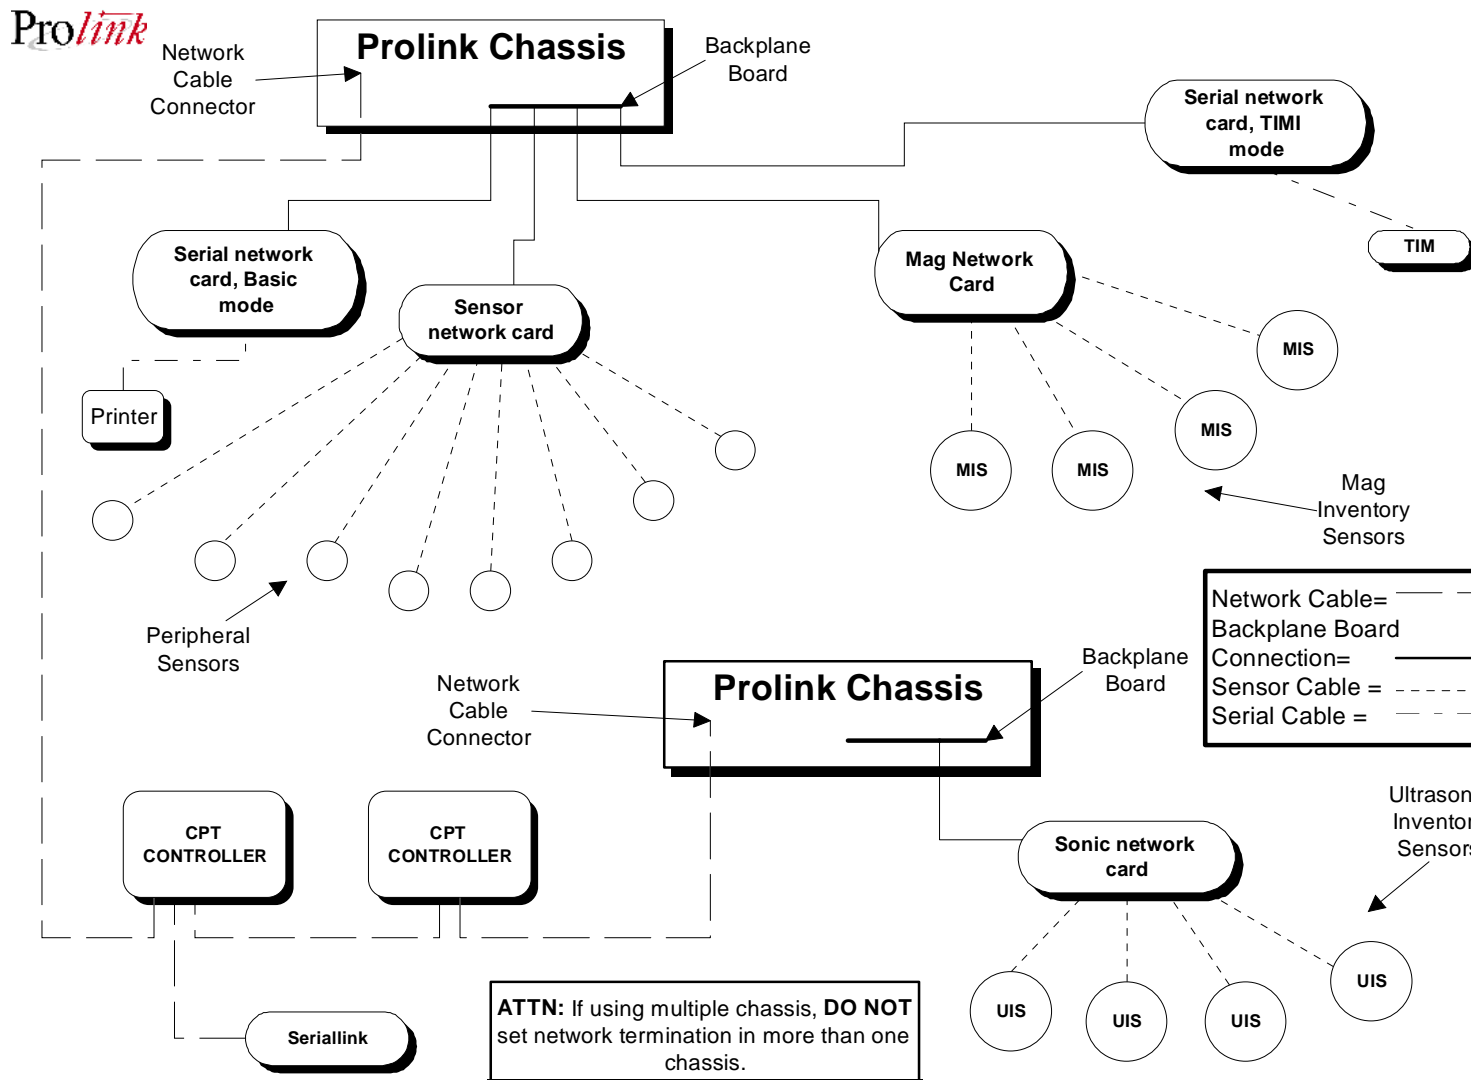 Prolink
Prolink Chassis
Network
Cable
Connector
Backplane
Board
Serial network
card, TIMI
mode
TIM
Serial network
card, Basic
mode
Printer
Sensor
network card
Mag Network
Card
MIS
MIS
MIS
MIS
Mag
Inventory
Sensors
Peripheral
Sensors
Network Cable=
Backplane Board
Connection=
Sensor Cable =
Serial Cable =
Network
Cable
Connector
Prolink Chassis
Backplane
Board
CPT
CONTROLLER
CPT
CONTROLLER
Sonic network
card
Ultrason
Inventor
Sensors
UIS
UIS
UIS
UIS
Seriallink
ATTN: If using multiple chassis, DO NOT
set network termination in more than one
chassis.